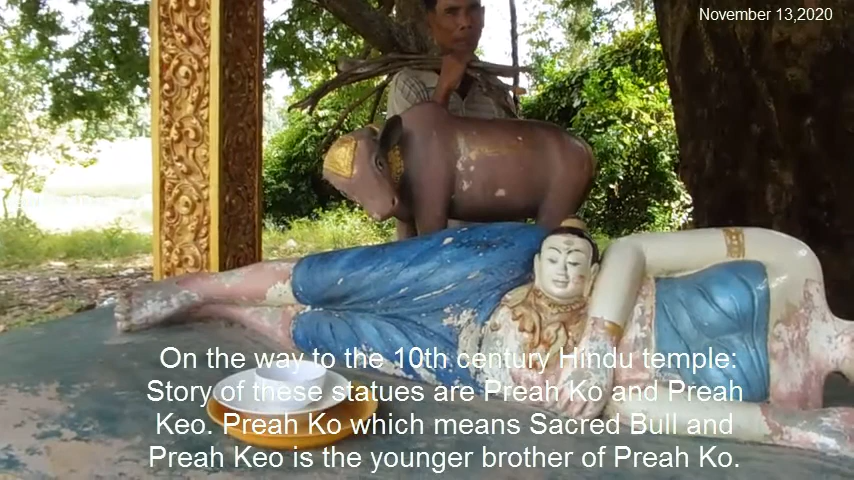 November 13,2020
On the way to the 10th century Hindu temple:
Story of these statues are Preah Ko and Preah
Keo. Preah Ko which means Sacred Bull and
Preah Keo is the younger brother of Preah Ko.